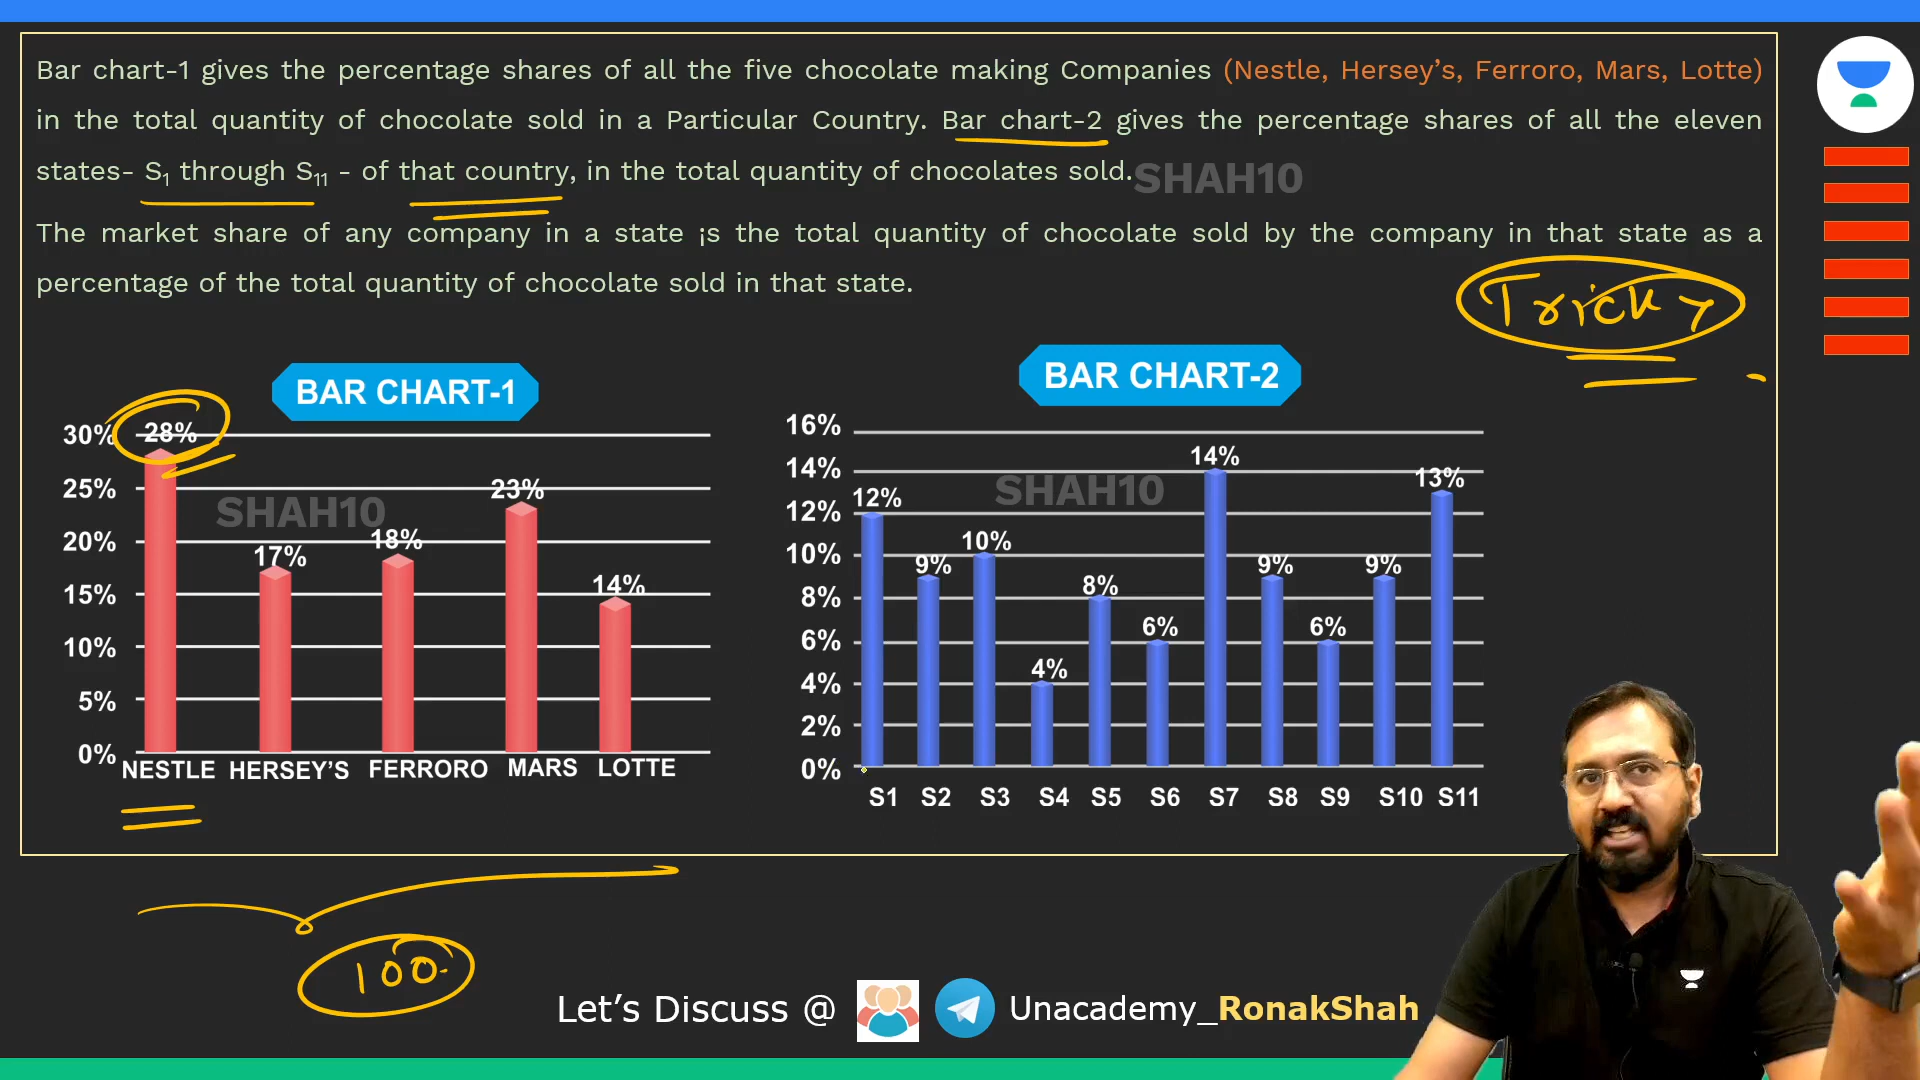 Bar chart-1 gives the percentage shares of all the five chocolate making Companies (Nestle, Hersey’s, Ferroro, Mars, Lotte)
in the total quantity of chocolate sold in a Particular Country. Bar chart-2 gives the percentage shares of all the eleven
states- S1 through S11 - of that country, in the total quantity of chocolates sold.
SHAH10
The market share of any company in a state ¡s the total quantity of chocolate sold by the company in that state as a
percentage of the total quantity of chocolate sold in that state.
Tricky
BAR CHART-1
30%
25%
20%
15%
10%
5%
0%
28%
17%
18%
23%
14%
SHAH10
NESTLE HERSEY’S FERRORO MARS LOTTE
BAR CHART-2
16%
14%
12%
10%
8%
6%
4%
2%
0%
12%
9%
10%
4%
8%
6%
14%
9%
6%
9%
13%
SHAH10
S1 S2 S3 S4 S5 S6 S7 S8 S9 S10 S11
100.
Let’s Discuss @ Unacademy_RonakShah